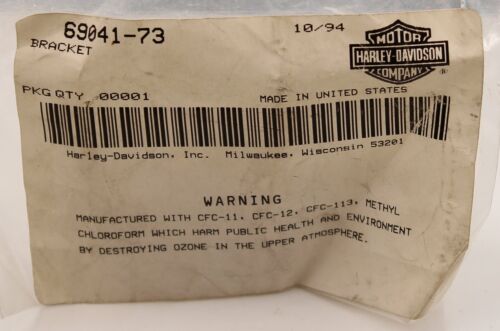 69041-73
10/94
BRACKET
MOTOR
HARLEY-DAVIDSON
COMPANY
®
PKG QTY 00001
MADE IN UNITED STATES
Harley-Davidson, Inc. Milwaukee, Wisconsin 53201
WARNING
MANUFACTURED WITH CFC-11, CFC-12, CFC-113, METHYL
CHLOROFORM WHICH HARM PUBLIC HEALTH AND ENVIRONMENT
BY DESTROYING OZONE IN THE UPPER ATMOSPHERE.